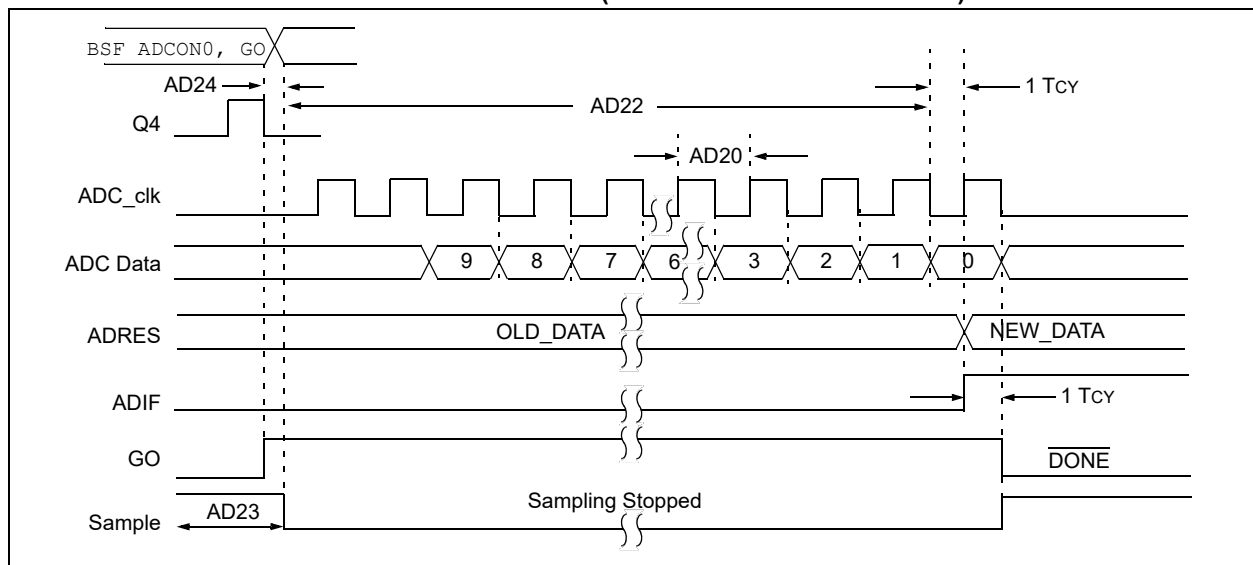 BSF ADCON0, GO
AD24
1 TCY
AD22
Q4
AD20
ADC_clk
ADC Data 9 8 7 6 3 2 1 0
ADRES OLD_DATA NEW_DATA
ADIF 1 TCY
GO DONE
Sample AD23 Sampling Stopped